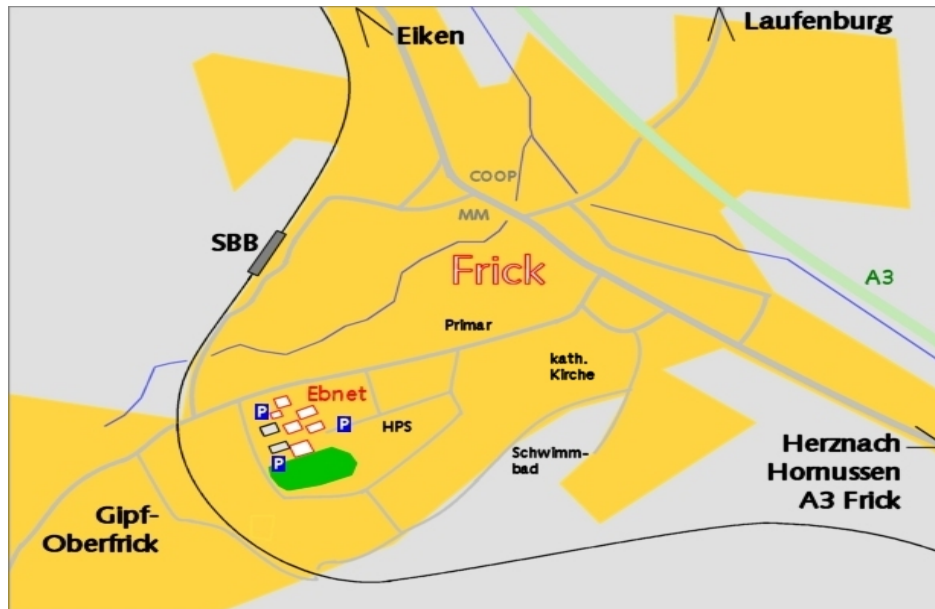 Eiken
Laufenburg
COOP
MM
SBB
Frick
A3
Primar
kath.
Kirche
Ebnet
P
P
HPS
P
Schwimm-
bad
Herznach
Hornussen
A3 Frick
Gipf-
Oberfrick